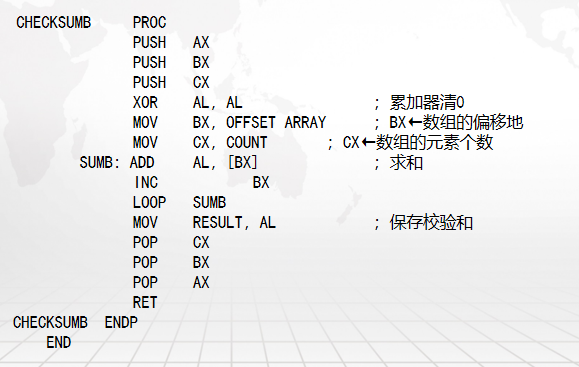 CHECKSUMB PROC
PUSH AX
PUSH BX
PUSH CX
XOR AL, AL ; 累加器清0
MOV BX, OFFSET ARRAY ; BX←数组的偏移地
MOV CX, COUNT ; CX←数组的元素个数
SUMB: ADD AL, [BX] ; 求和
INC BX
LOOP SUMB
MOV RESULT, AL ; 保存校验和
POP CX
POP BX
POP AX
RET
CHECKSUMB ENDP
END